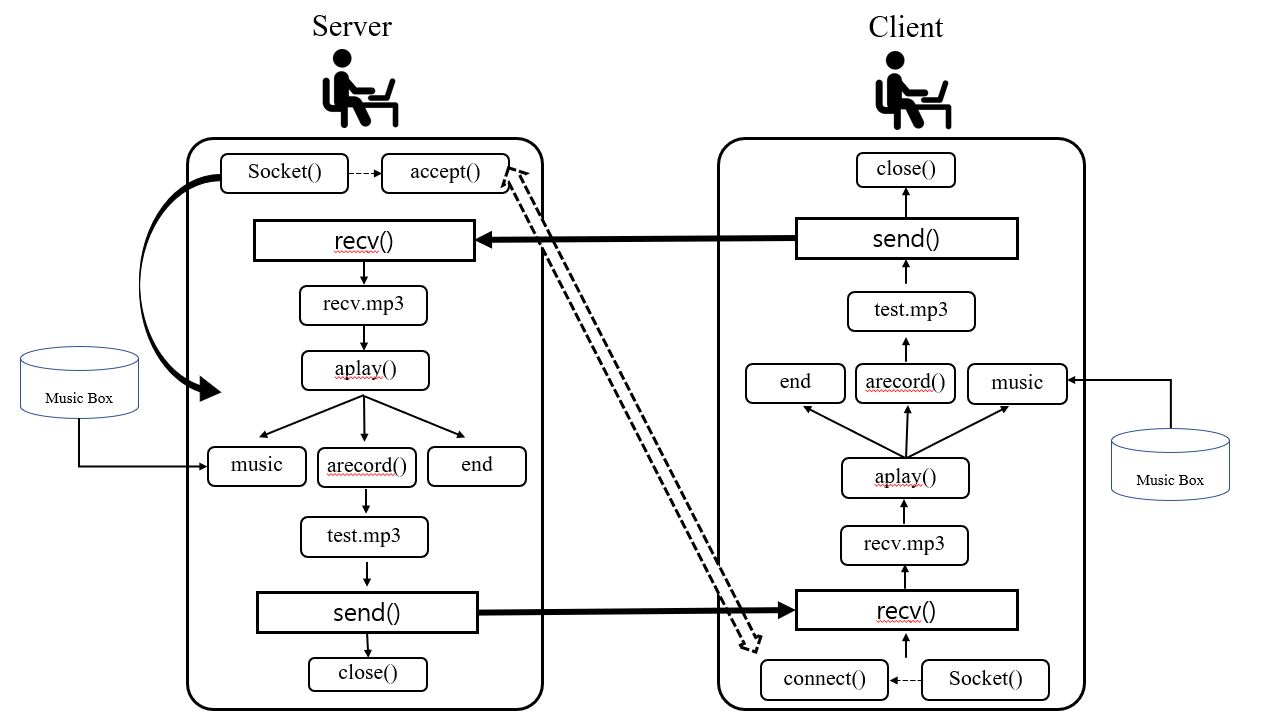 Server
Socket()
accept()
recv()
recv.mp3
aplay()
music
arecord()
end
test.mp3
send()
close()
Music Box
Client
close()
send()
test.mp3
end
arecord()
music
aplay()
recv.mp3
recv()
connect()
Socket()
Music Box